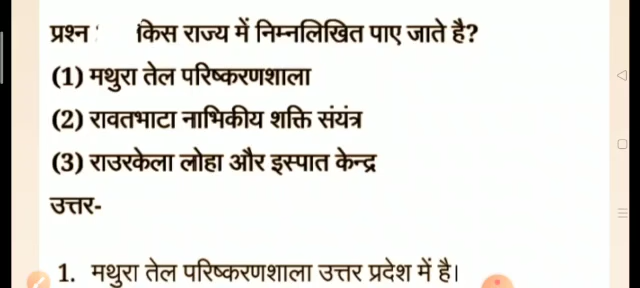 प्रश्न किस राज्य में निम्नलिखित पाए जाते है?
(1) मथुरा तेल परिष्करणशाला
(2) रावतभाटा नाभिकीय शक्ति संयंत्र
(3) राउरकेला लोहा और इस्पात केन्द्र
उत्तर-
1. मथुरा तेल परिष्करणशाला उत्तर प्रदेश में है।